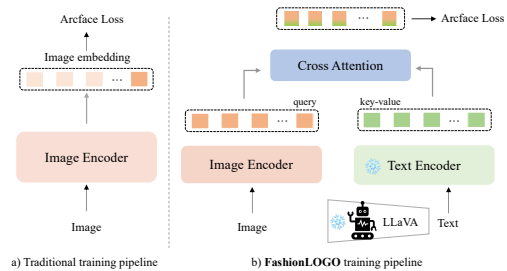 Arcface Loss
Image embedding
...
Image Encoder
Image
a) Traditional training pipeline
...
Arcface Loss
Cross Attention
query
key-value
...
...
Image Encoder
Text Encoder
LLaVA
Image
Text
b) FashionLOGO training pipeline